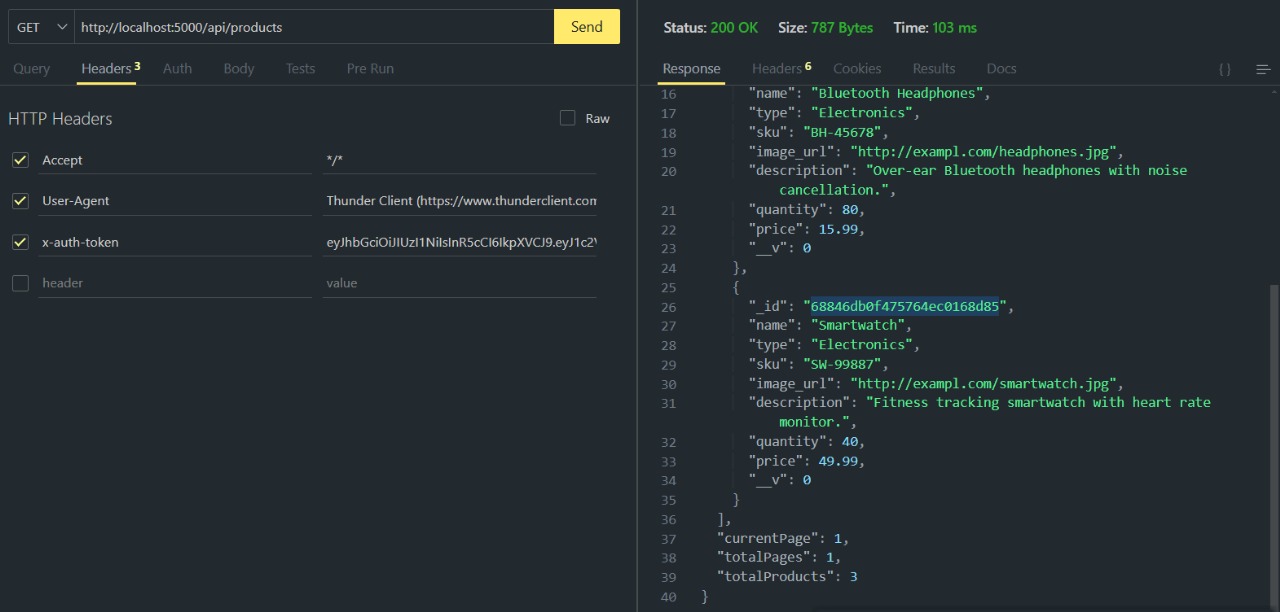 GET http://localhost:5000/api/products Send
Query Headers 3 Auth Body Tests Pre Run
HTTP Headers Raw
Accept */*
User-Agent Thunder Client (https://www.thunderclient.com
x-auth-token
header value
Status: 200 OK Size: 787 Bytes Time: 103 ms
Response Headers 6 Cookies Results Docs { }
16 "name": "Bluetooth Headphones",
17 "type": "Electronics",
18 "sku": "BH-45678",
19 "image_url": "http://exampl.com/headphones.jpg",
20 "description": "Over-ear Bluetooth headphones with noise
cancellation.",
21 "quantity": 80,
22 "price": 15.99,
23 "__v": 0
24 },
25 {
26 "_id": "68846db0f475764ec0168d85",
27 "name": "Smartwatch",
28 "type": "Electronics",
29 "sku": "SW-99887",
30 "image_url": "http://exampl.com/smartwatch.jpg",
31 "description": "Fitness tracking smartwatch with heart rate
monitor.",
32 "quantity": 40,
33 "price": 49.99,
34 "__v": 0
35 }
36 ],
37 "currentPage": 1,
38 "totalPages": 1,
39 "totalProducts": 3
40 }